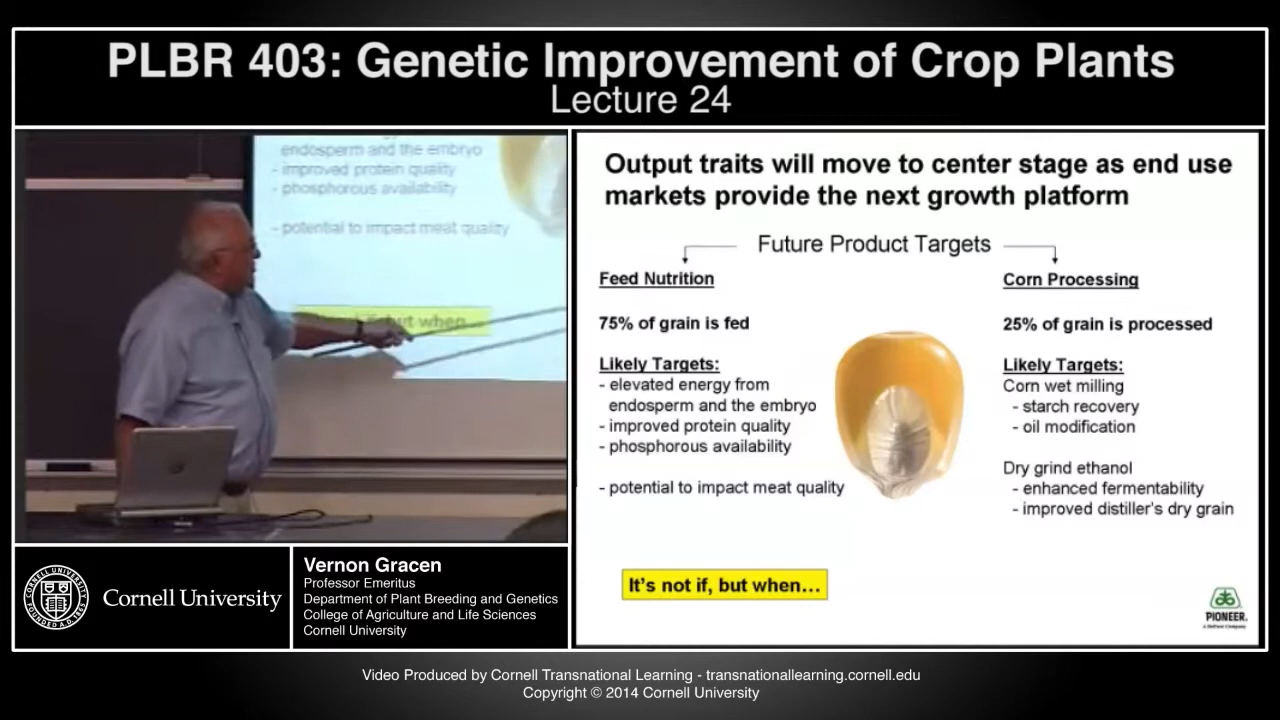 PLBR 403: Genetic Improvement of Crop Plants
Lecture 24
endosperm and the embryo
- improved protein quality
- phosphorous availability
- potential to impact meat quality
but when...
Output traits will move to center stage as end use
markets provide the next growth platform
Future Product Targets
Feed Nutrition
75% of grain is fed
Likely Targets:
- elevated energy from
endosperm and the embryo
- improved protein quality
- phosphorous availability
- potential to impact meat quality
Corn Processing
25% of grain is processed
Likely Targets:
Corn wet milling
- starch recovery
- oil modification
Dry grind ethanol
- enhanced fermentability
- improved distiller's dry grain
It's not if, but when...
PIONEER.
A DuPont Company
CORNELL UNIVERSITY
FOUNDED A.D. 1865
Cornell University
Vernon Gracen
Professor Emeritus
Department of Plant Breeding and Genetics
College of Agriculture and Life Sciences
Cornell University
Video Produced by Cornell Transnational Learning - transnationallearning.cornell.edu
Copyright © 2014 Cornell University